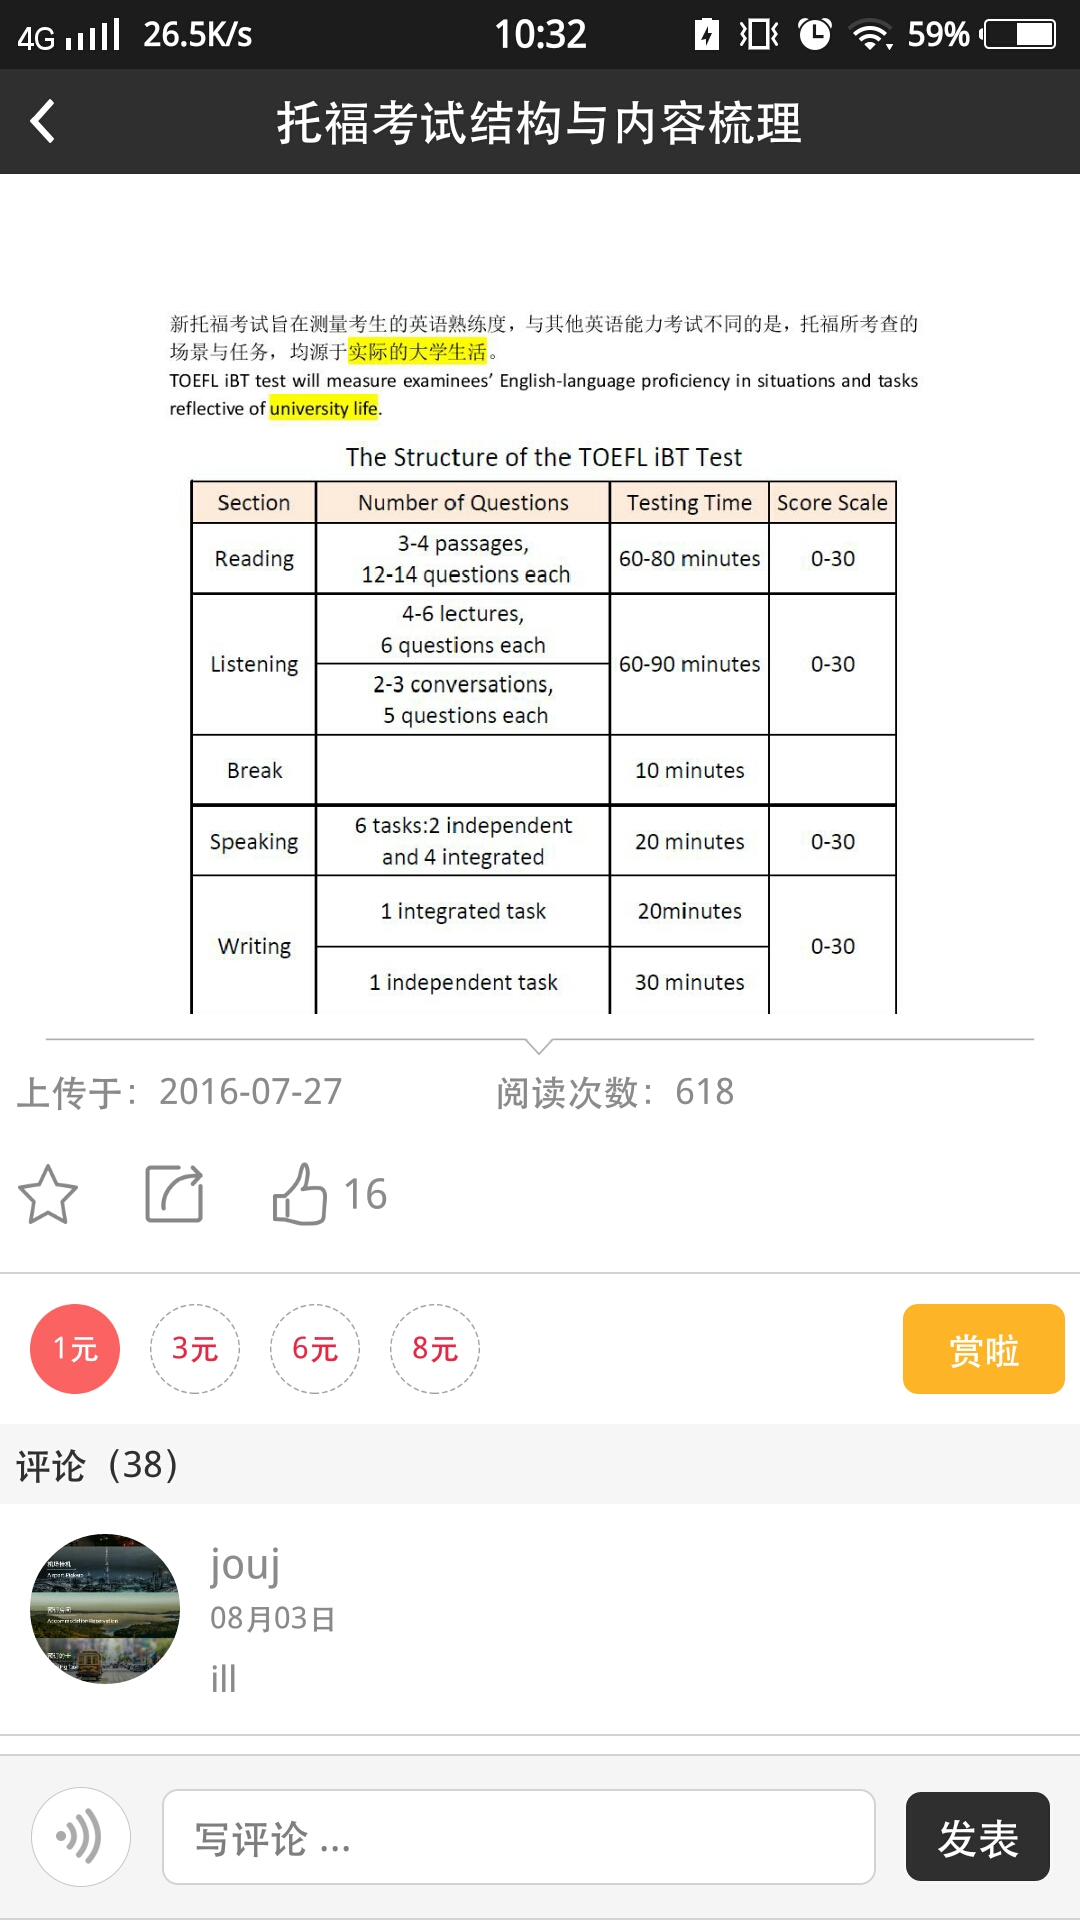 4G 26.5K/s 10:32 59%
托福考试结构与内容梳理
新托福考试旨在测量考生的英语熟练度，与其他英语能力考试不同的是，托福所考查的
场景与任务，均源于实际的大学生活。
TOEFL iBT test will measure examinees’ English-language proficiency in situations and tasks
reflective of university life.
The Structure of the TOEFL iBT Test
Section Number of Questions Testing Time Score Scale
Reading 3-4 passages,
12-14 questions each 60-80 minutes 0-30
Listening 4-6 lectures,
6 questions each 60-90 minutes 0-30
2-3 conversations,
5 questions each
Break 10 minutes
Speaking 6 tasks:2 independent
and 4 integrated 20 minutes 0-30
Writing 1 integrated task 20minutes 0-30
1 independent task 30 minutes
上传于：2016-07-27 阅读次数：618
16
1元 3元 6元 8元 赏啦
评论（38）
jouj
08月03日
ill
写评论 ... 发表